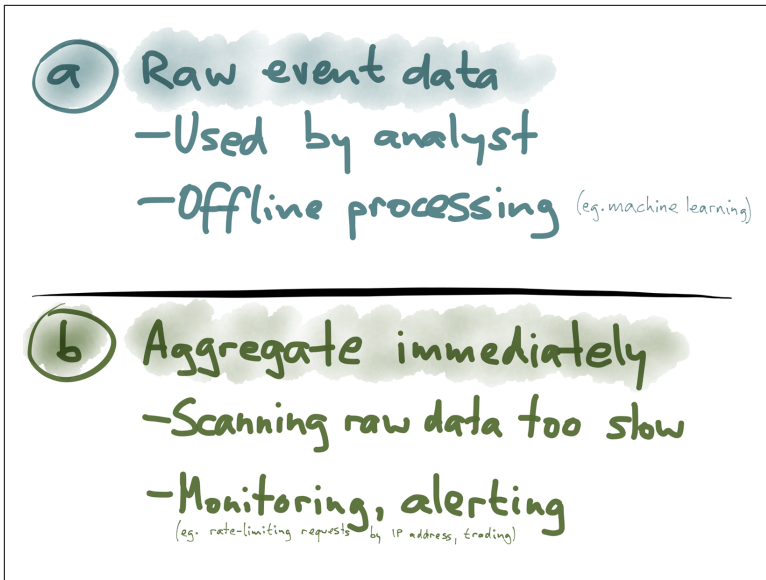 a Raw event data
-Used by analyst
-Offline processing (eg. machine learning)
b Aggregate immediately
-Scanning raw data too slow
-Monitoring, alerting
(eg. rate-limiting requests by IP address, trading)